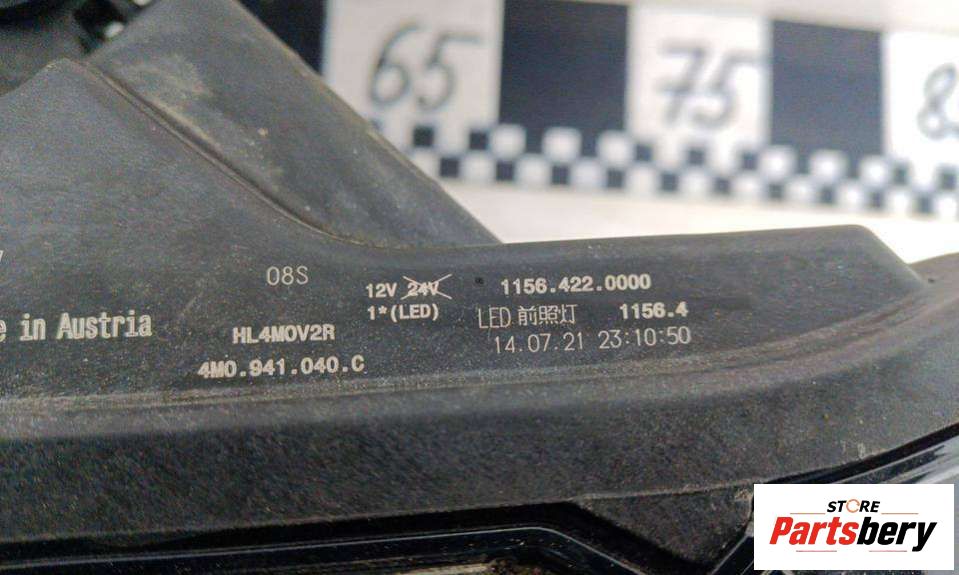 65 75
08S
12V 24V 1156.422.0000
1*(LED) LED 前照灯 1156.4
in Austria HL4MOV2R 14.07.21 23:10:50
4M0.941.040.C
STORE
Partsbery